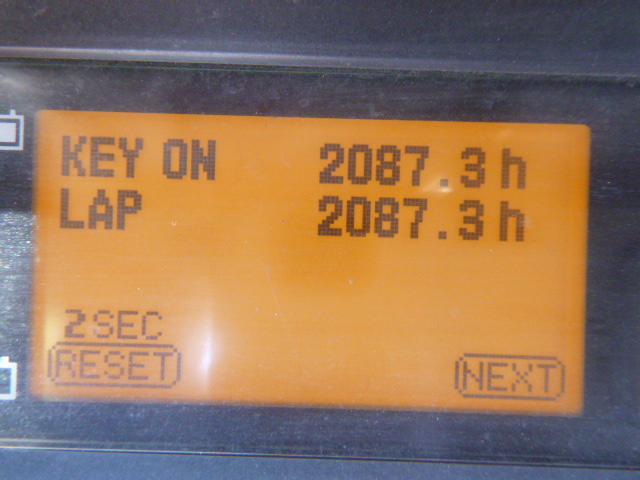 KEY ON 2087.3 h
LAP 2087.3 h
2SEC
RESET NEXT